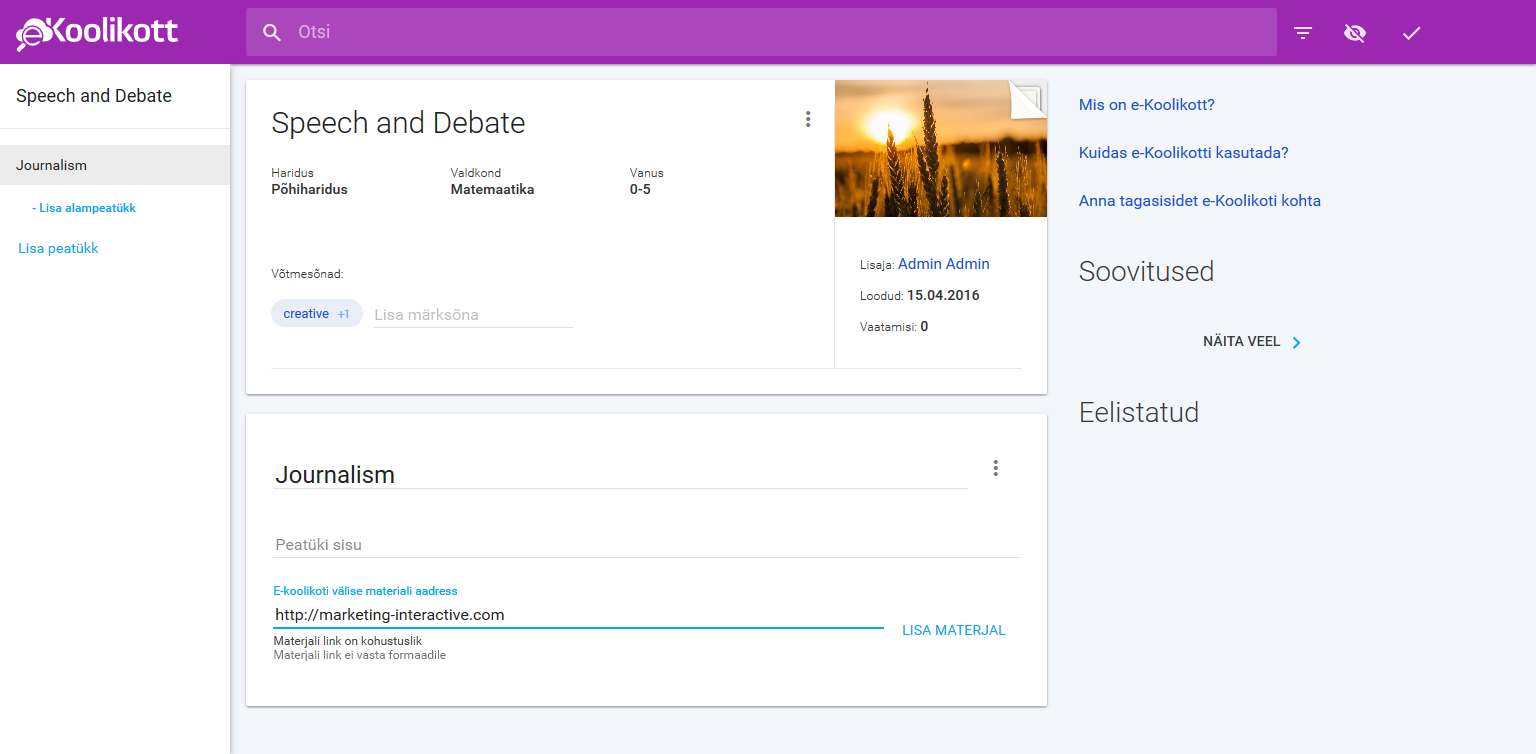 e-Koolikott
Otsi
Speech and Debate
Journalism
- Lisa alampeatükk
Lisa peatükk
Speech and Debate
Haridus
Põhiharidus
Valdkond
Matemaatika
Vanus
0-5
Võtmesõnad:
creative +1
Lisa märksõna
Lisaja: Admin Admin
Loodud: 15.04.2016
Vaatamisi: 0
Journalism
Peatüki sisu
E-koolikoti välise materiali aadress
http://marketing-interactive.com
LISA MATERJAL
Materjali link on kohustuslik
Materjali link ei vasta formaadile
Mis on e-Koolikott?
Kuidas e-Koolikotti kasutada?
Anna tagasisidet e-Koolikoti kohta
Soovitused
NÄITA VEEL
Eelistatud